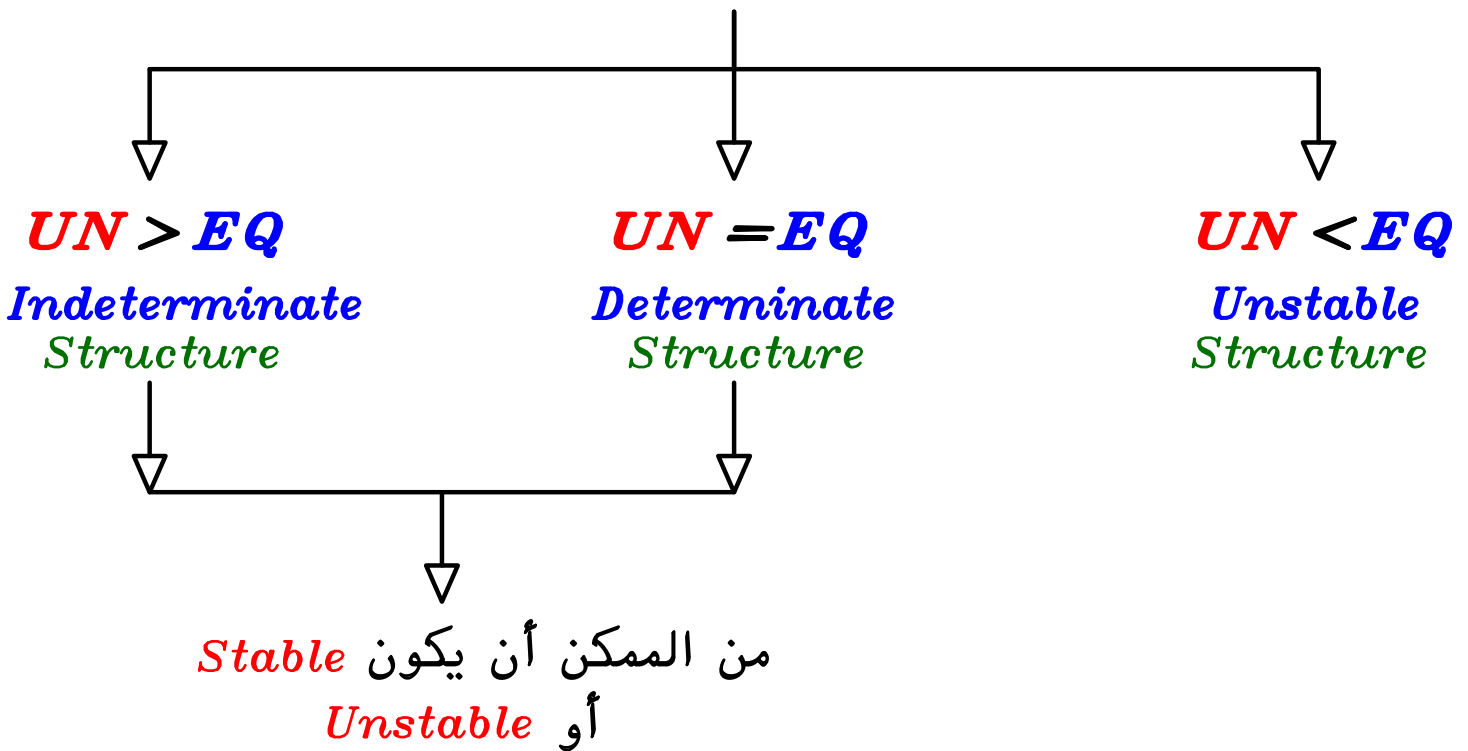 UN > EQ
Indeterminate
Structure
UN = EQ
Determinate
Structure
UN < EQ
Unstable
Structure
من الممكن أن يكون Stable
أو Unstable